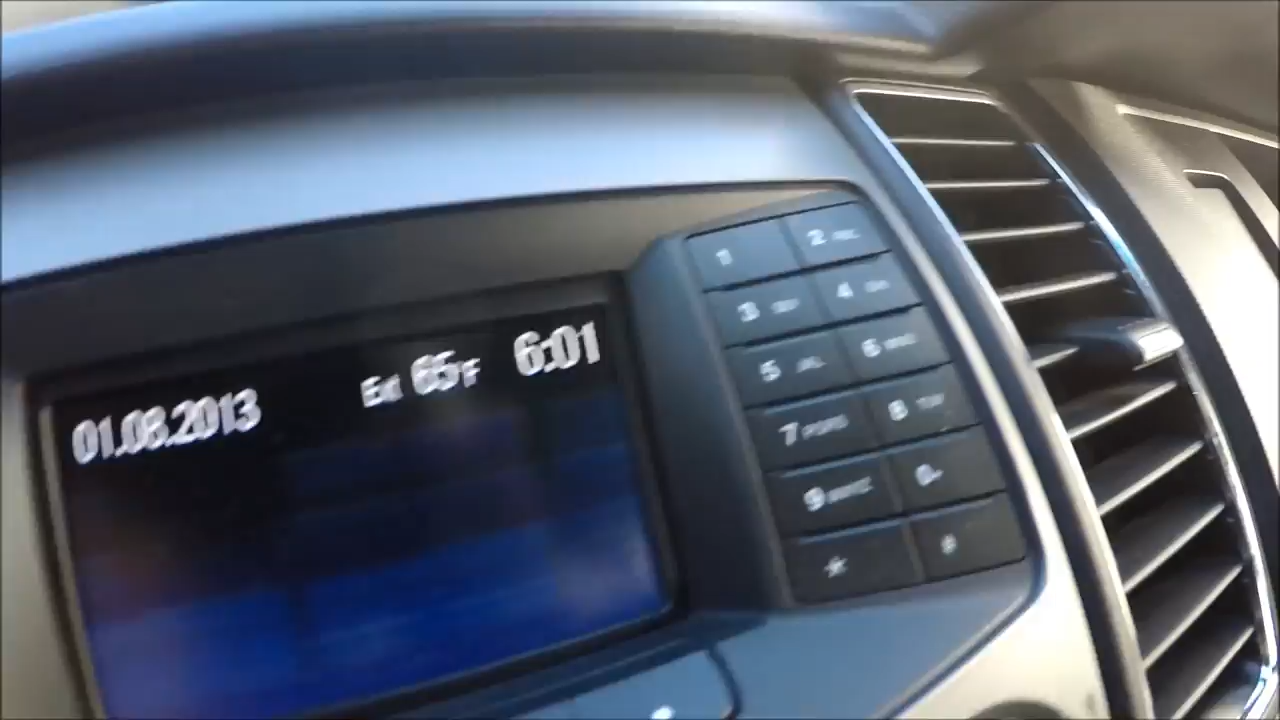 01.08.2013 Ext 65°F 6:01
1 2 ABC
3 DEF 4 GHI
5 JKL 6 MNO
7 PQRS 8 TUV
9 WXYZ 0+
* #